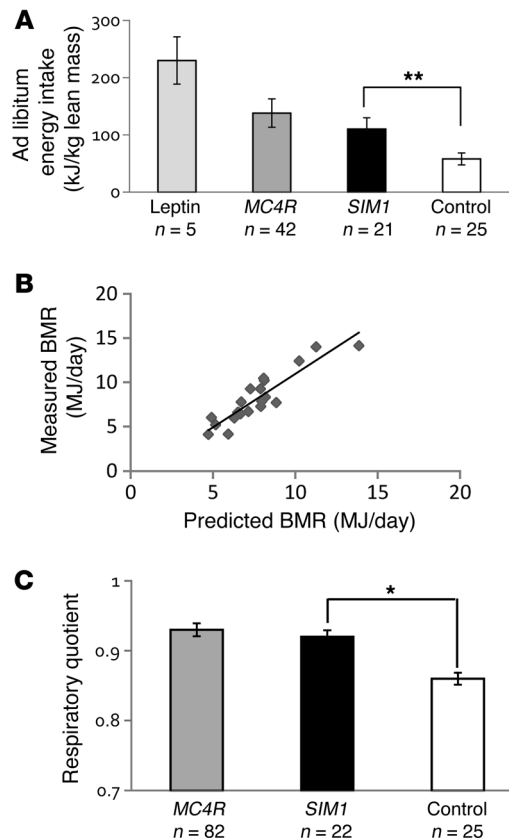 A
Ad libitum
energy intake
(kJ/kg lean mass)
300
200
100
0
**
Leptin MC4R SIM1 Control
n = 5 n = 42 n = 21 n = 25
B
Measured BMR
(MJ/day)
20
15
10
5
0
0 5 10 15 20
Predicted BMR (MJ/day)
C
Respiratory quotient
1
0.9
0.8
0.7
*
MC4R SIM1 Control
n = 82 n = 22 n = 25